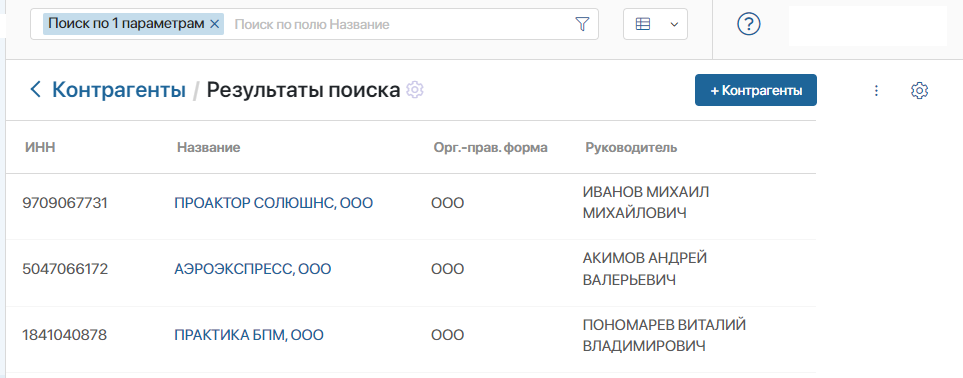 Поиск по 1 параметрам × Поиск по полю Название
?
Контрагенты / Результаты поиска + Контрагенты
ИНН Название Орг.-прав. форма Руководитель
9709067731 ПРОАКТОР СОЛЮШНС, ООО ООО ИВАНОВ МИХАИЛ
МИХАЙЛОВИЧ
5047066172 АЭРОЭКСПРЕСС, ООО ООО АКИМОВ АНДРЕЙ
ВАЛЕРЬЕВИЧ
1841040878 ПРАКТИКА БПМ, ООО ООО ПОНОМАРЕВ ВИТАЛИЙ
ВЛАДИМИРОВИЧ